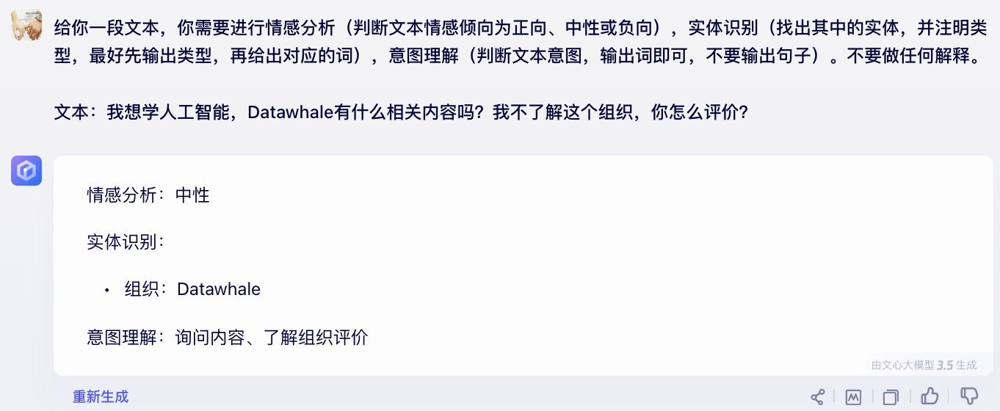 给你一段文本，你需要进行情感分析（判断文本情感倾向为正向、中性或负向），实体识别（找出其中的实体，并注明类
型，最好先输出类型，再给出对应的词），意图理解（判断文本意图，输出词即可，不要输出句子）。不要做任何解释。
文本：我想学人工智能，Datawhale有什么相关内容吗？我不了解这个组织，你怎么评价？
情感分析：中性
实体识别：
• 组织：Datawhale
意图理解：询问内容、了解组织评价
由文心大模型 3.5 生成
重新生成